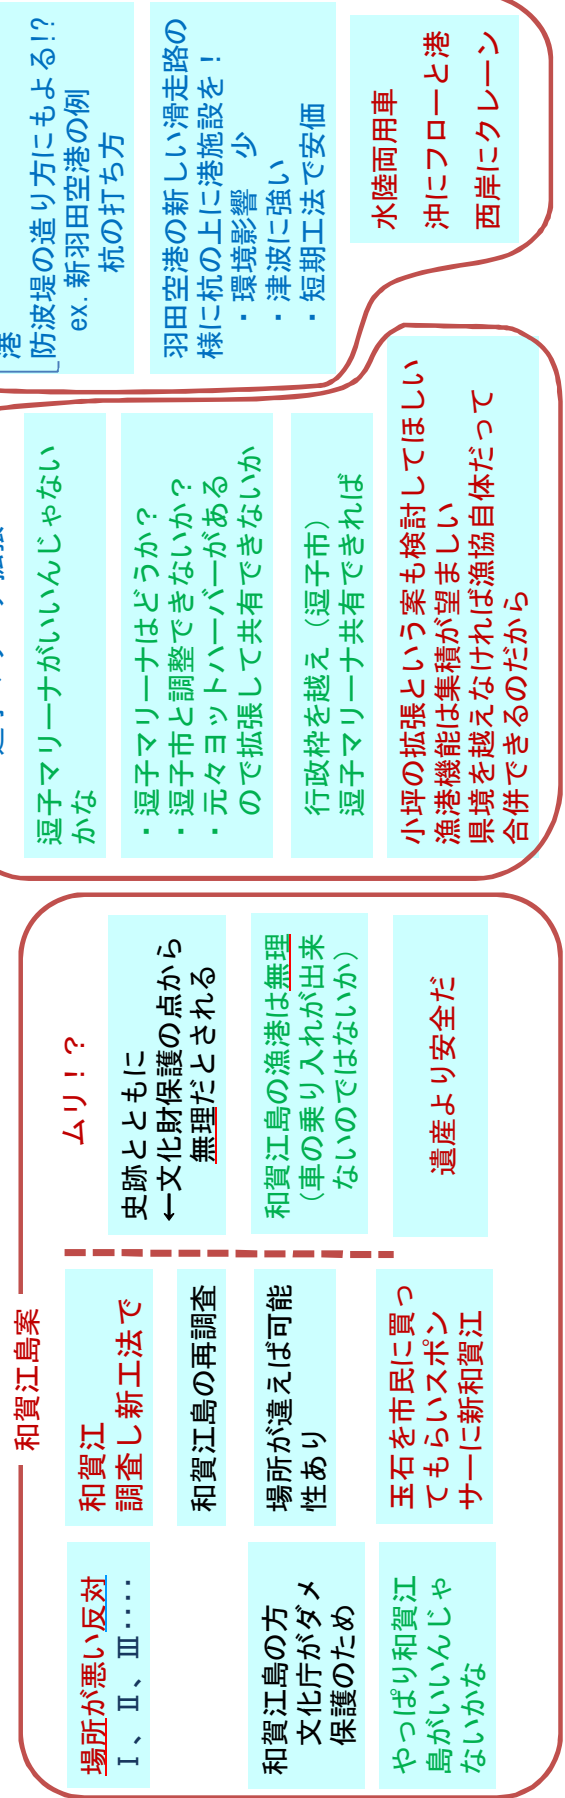 和賀江島案
場所が悪い反対
Ⅰ、Ⅱ、Ⅲ‥‥
和賀江島の方
文化庁がダメ
保護のため
やっぱり和賀江
島がいいんじゃ
ないかな
和賀江
調査し新工法で
和賀江島の再調査
場所が違えば可能
性あり
玉石を市民に買っ
てもらいスポン
サーに新和賀江
ムリ！？
史跡とともに
←文化財保護の点から
無理だとされる
和賀江島の漁港は無理
（車の乗り入れが出来
ないのではないか）
遺産より安全だ
逗子マリーナがいいんじゃない
かな
・逗子マリーナはどうか？
・逗子市と調整できないか？
・元々ヨットハーバーがある
ので拡張して共有できないか
行政枠を越え（逗子市）
逗子マリーナ共有できれば
小坪の拡張という案も検討してほしい
漁港機能は集積が望ましい
県境を越えなければ漁協自体だって
合併できるのだから
港
防波堤の造り方にもよる!?
ex. 新羽田空港の例
杭の打ち方
羽田空港の新しい滑走路の
様に杭の上に港施設を！
・環境影響　少
・津波に強い
・短期工法で安価
水陸両用車
沖にフローと港
西岸にクレーン